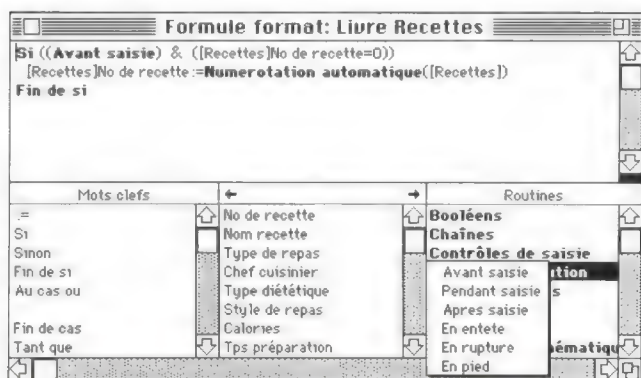 Formule format: Livre Recettes
Si ((Avant saisie) & ([Recettes]No de recette=0))
[Recettes]No de recette:=Numerotation automatique([Recettes])
Fin de si
Mots clefs ← → Routines
:=
Si
Sinon
Fin de si
Au cas ou
Fin de cas
Tant que
No de recette
Nom recette
Type de repas
Chef cuisinier
Type diététique
Style de repas
Calories
Tps préparation
Booléens
Chaînes
Contrôles de saisie
Avant saisie
Pendant saisie
Apres saisie
En entete
En rupture
En pied